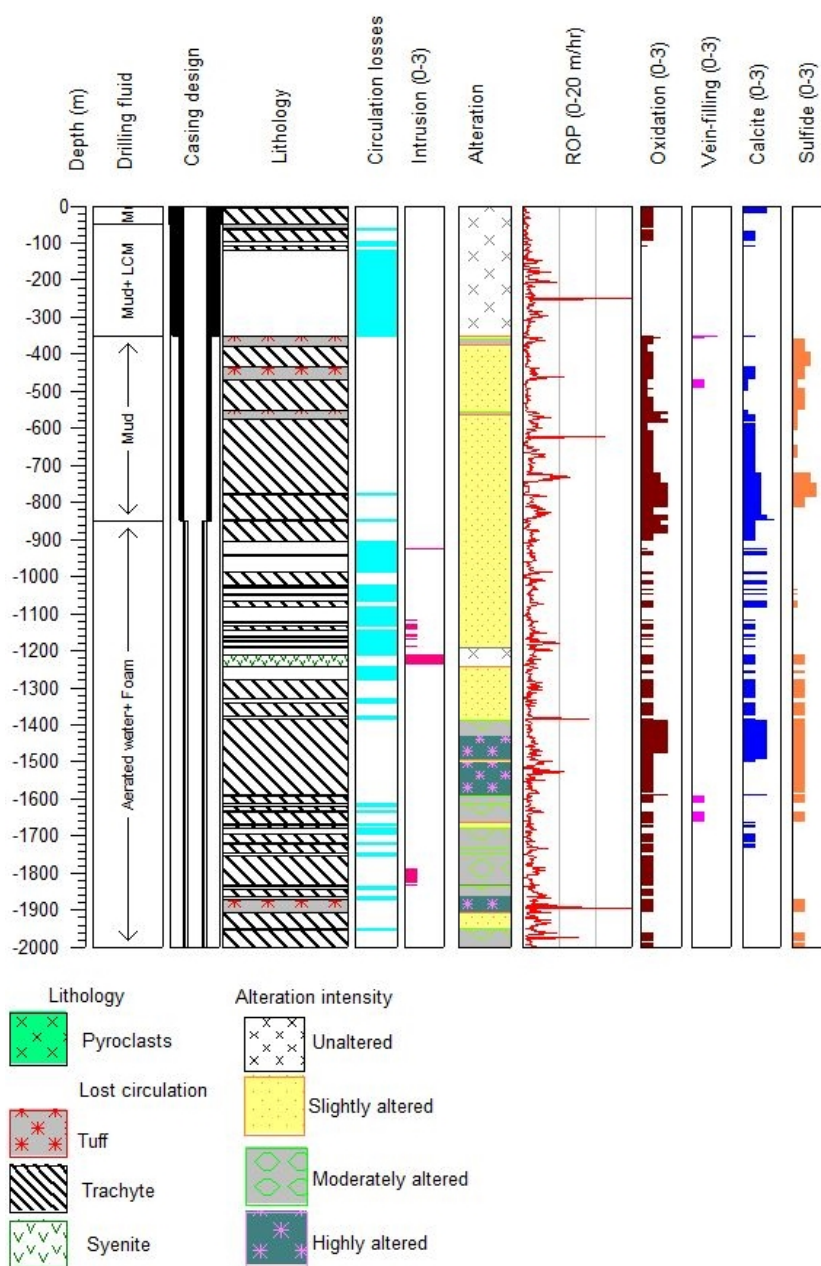 Depth (m)
Drilling fluid
Casing design
Lithology
Circulation losses
Intrusion (0-3)
Alteration
ROP (0-20 m/hr)
Oxidation (0-3)
Vein-filling (0-3)
Calcite (0-3)
Sulfide (0-3)
0
-100
-200
-300
-400
-500
-600
-700
-800
-900
-1000
-1100
-1200
-1300
-1400
-1500
-1600
-1700
-1800
-1900
-2000
Mud+ LCM
Mud
Aerated water+ Foam
Lithology
Pyroclasts
Lost circulation
Tuff
Trachyte
Syenite
Alteration intensity
Unaltered
Slightly altered
Moderately altered
Highly altered